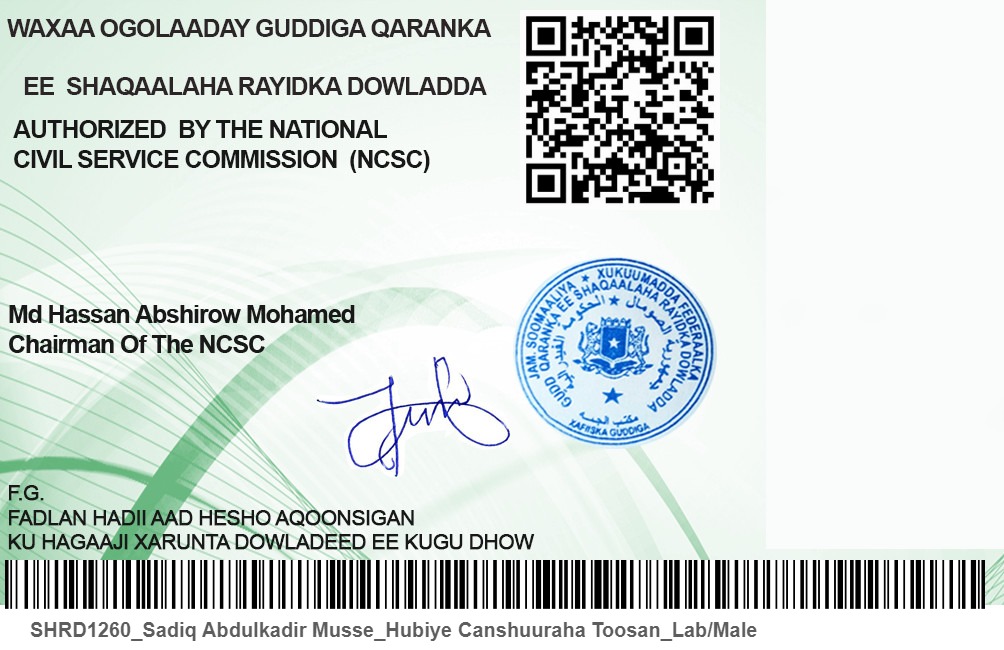 WAXAA OGOLAADAY GUDDIGA QARANKA
EE SHAQAALAHA RAYIDKA DOWLADDA
AUTHORIZED BY THE NATIONAL
CIVIL SERVICE COMMISSION (NCSC)
Md Hassan Abshirow Mohamed
Chairman Of The NCSC
JAM. SOOMAALIYA ★ XUKUUMADDA FEDERAALKA
GUDD QARANKA EE SHAQAALAHA RAYIDKA DOWLADDA
XAFIISKA GUDDIGA
F.G.
FADLAN HADII AAD HESHO AQOONSIGAN
KU HAGAAJI XARUNTA DOWLADEED EE KUGU DHOW
SHRD1260_Sadiq Abdulkadir Musse_Hubiye Canshuuraha Toosan_Lab/Male